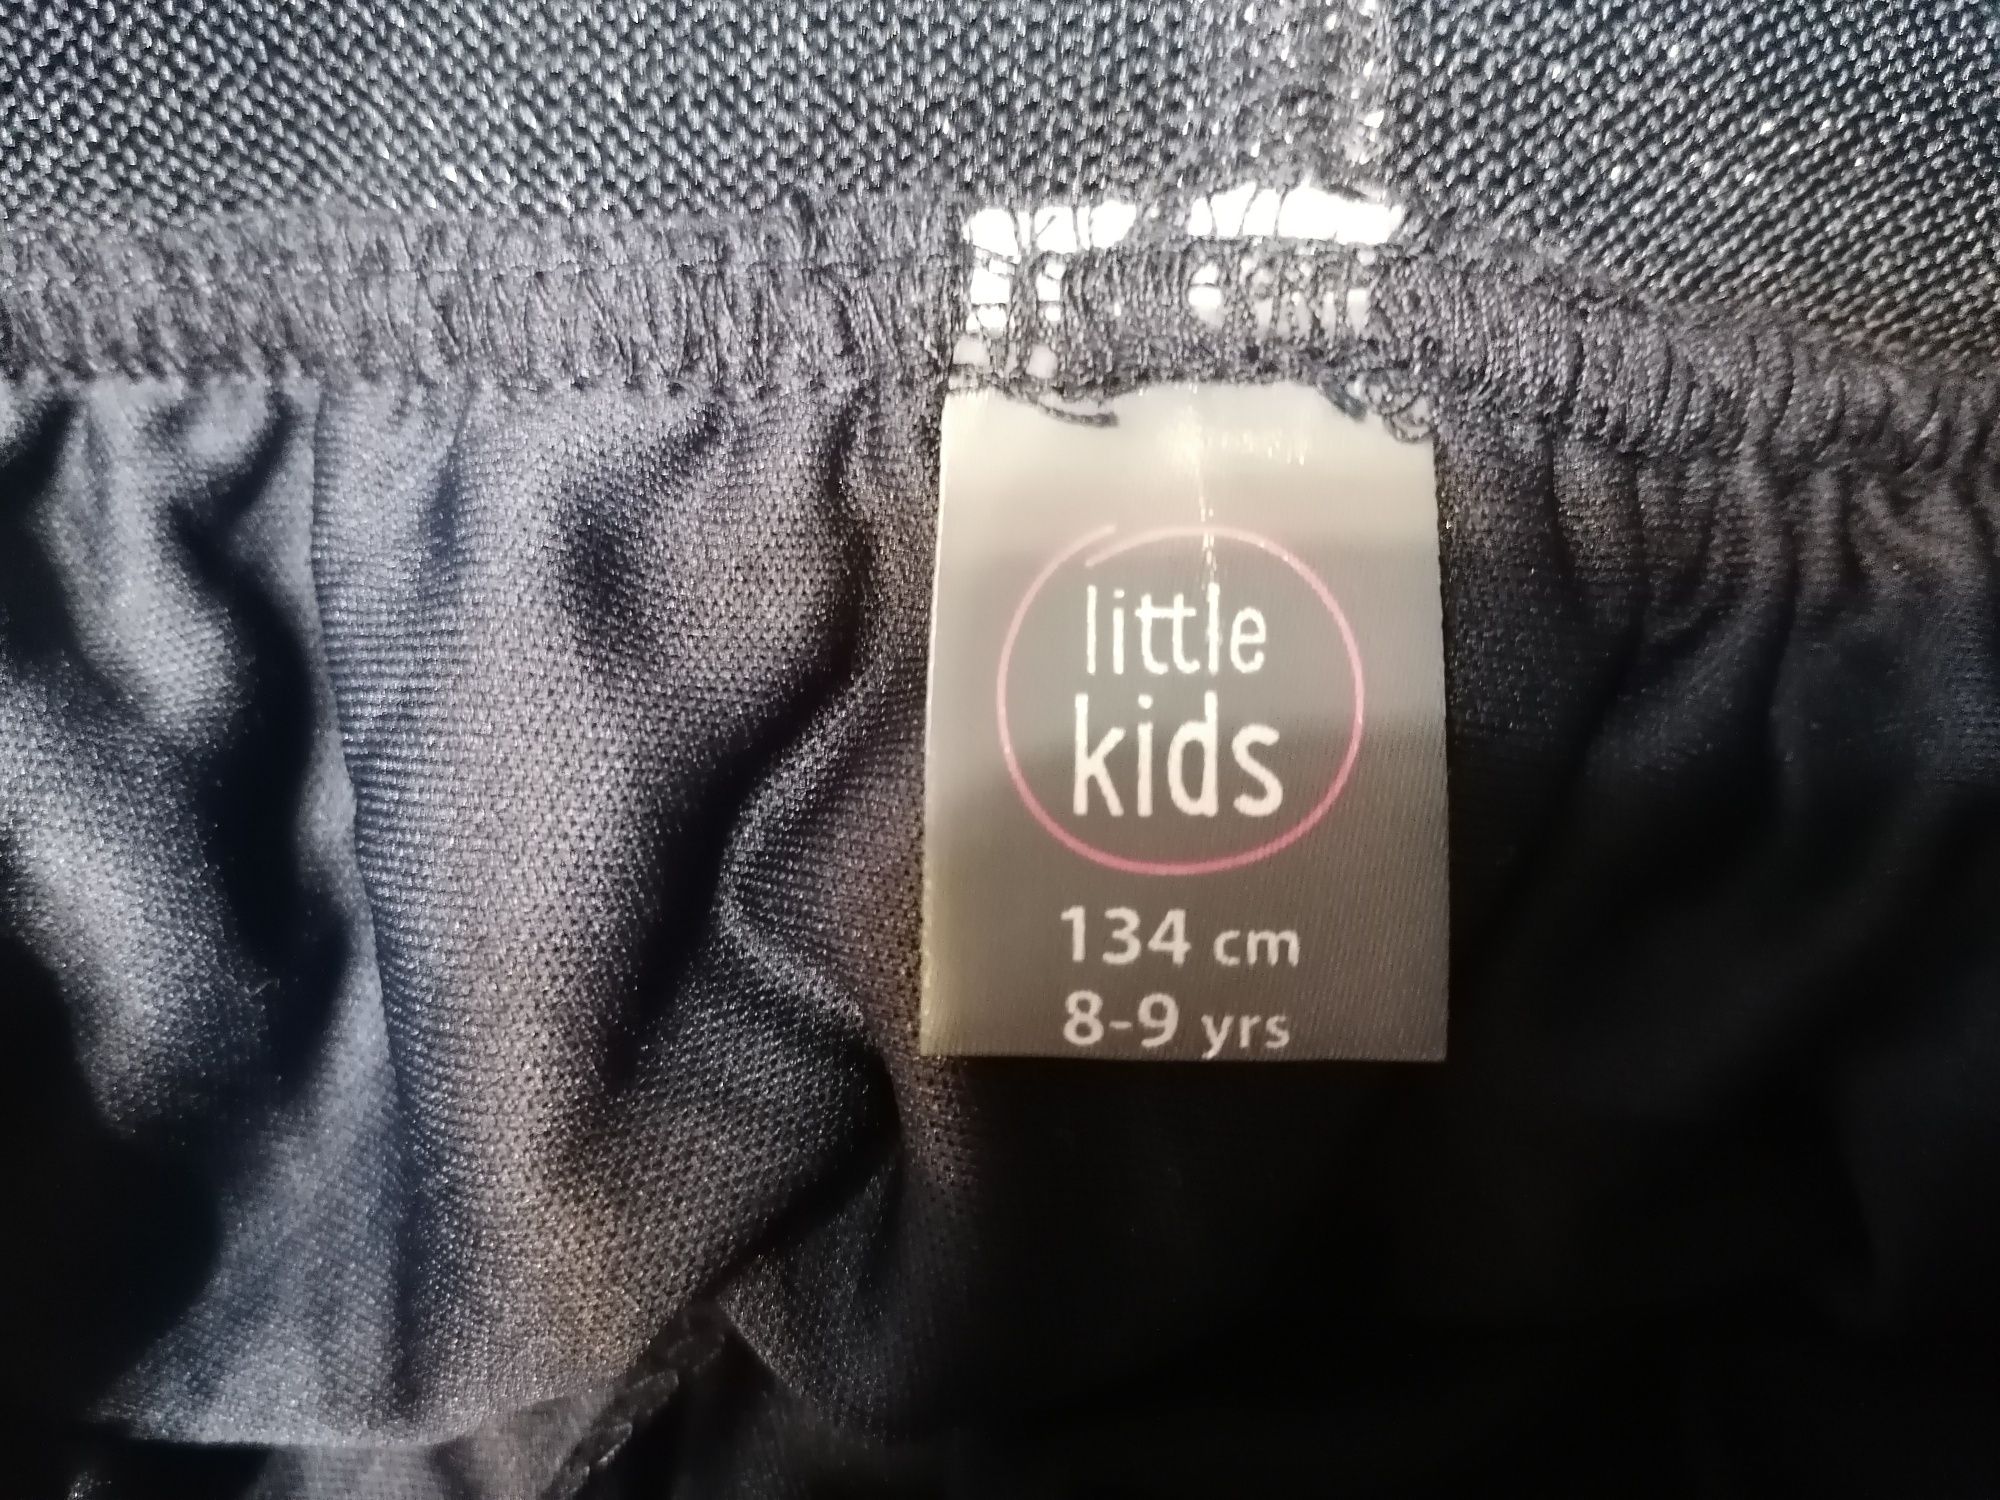 little
kids
134 cm
8-9 yrs